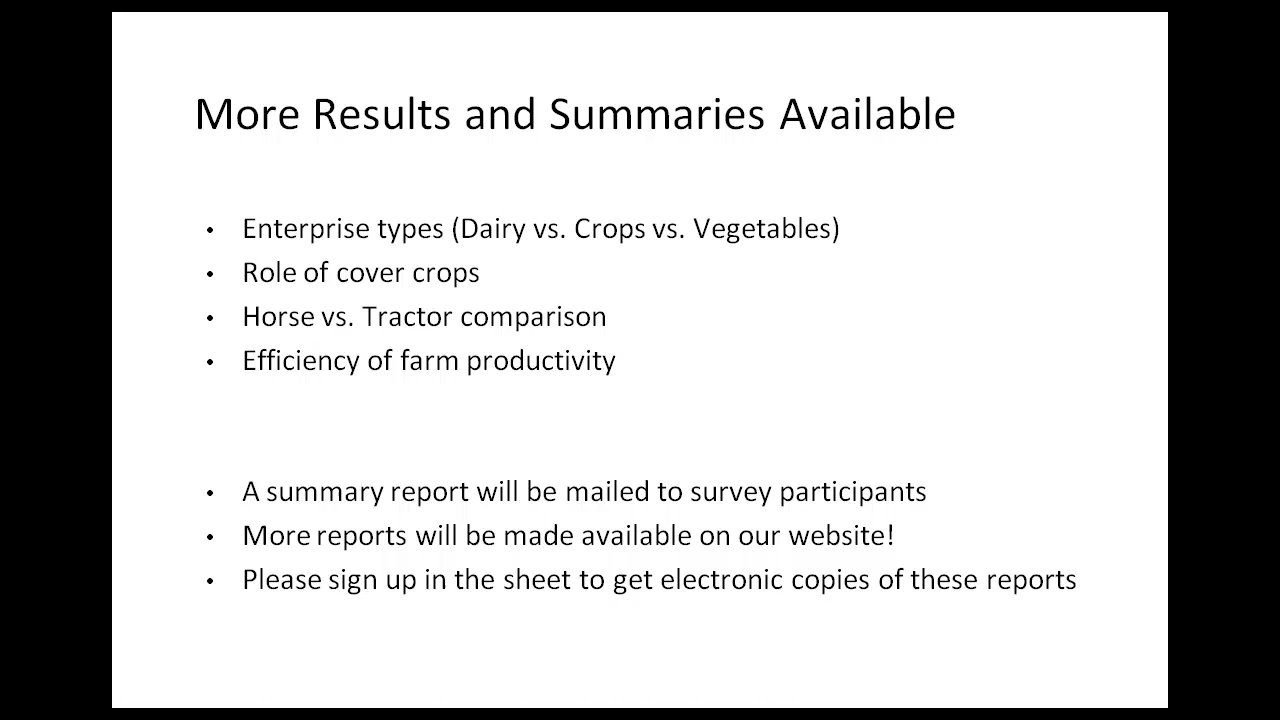 More Results and Summaries Available
• Enterprise types (Dairy vs. Crops vs. Vegetables)
• Role of cover crops
• Horse vs. Tractor comparison
• Efficiency of farm productivity
• A summary report will be mailed to survey participants
• More reports will be made available on our website!
• Please sign up in the sheet to get electronic copies of these reports